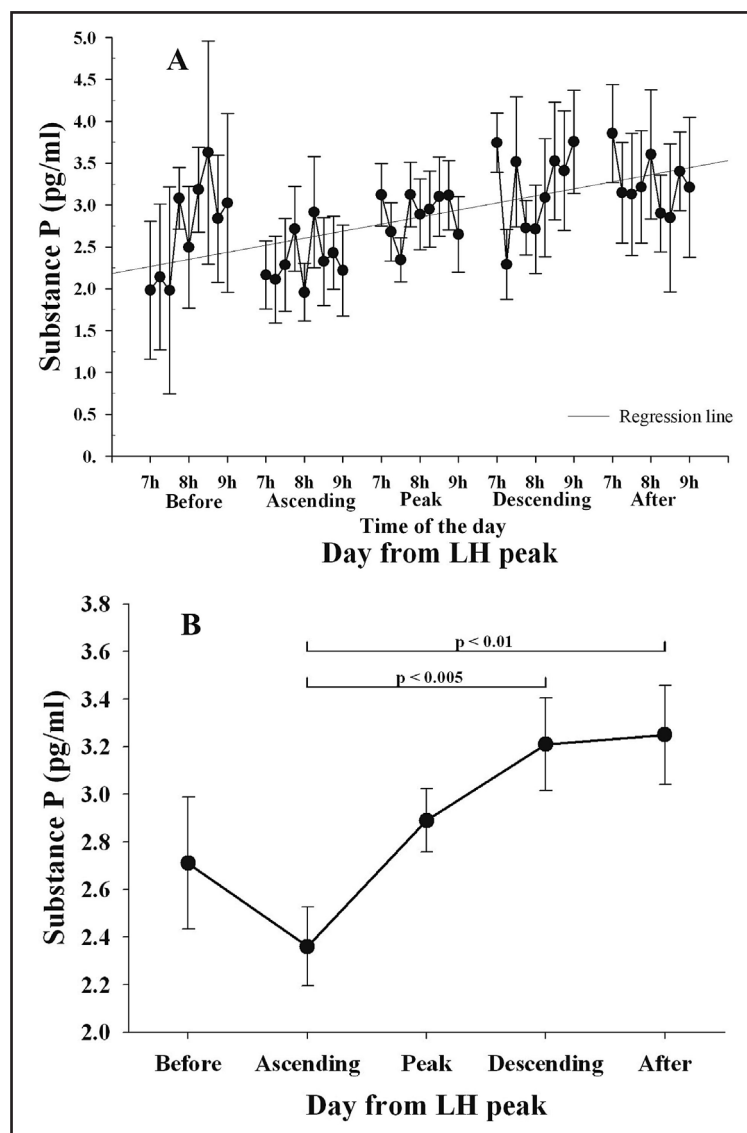 A
5.0
4.5
4.0
3.5
3.0
2.5
2.0
1.5
1.0
0.5
0.
Substance P (pg/ml)
Regression line
7h 8h 9h 7h 8h 9h 7h 8h 9h 7h 8h 9h 7h 8h 9h
Before Ascending Peak Descending After
Time of the day
Day from LH peak
B
3.8
3.6
3.4
3.2
3.0
2.8
2.6
2.4
2.2
2.0
Substance P (pg/ml)
p < 0.01
p < 0.005
Before Ascending Peak Descending After
Day from LH peak